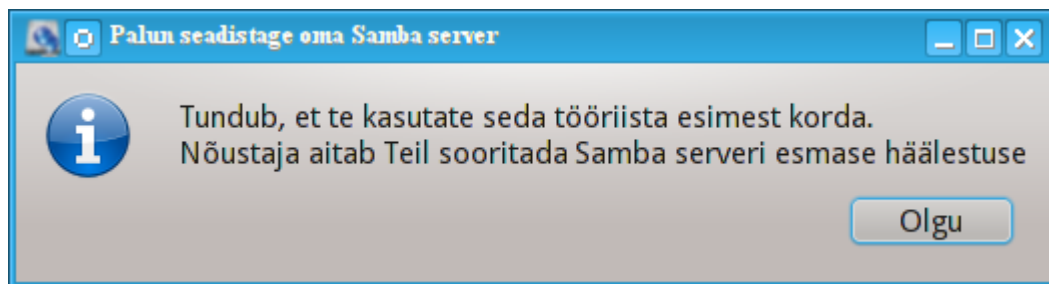 Palun seadistage oma Samba server
Tundub, et te kasutate seda tööriista esimest korda.
Nõustaja aitab Teil sooritada Samba serveri esmase häälestuse
Olgu